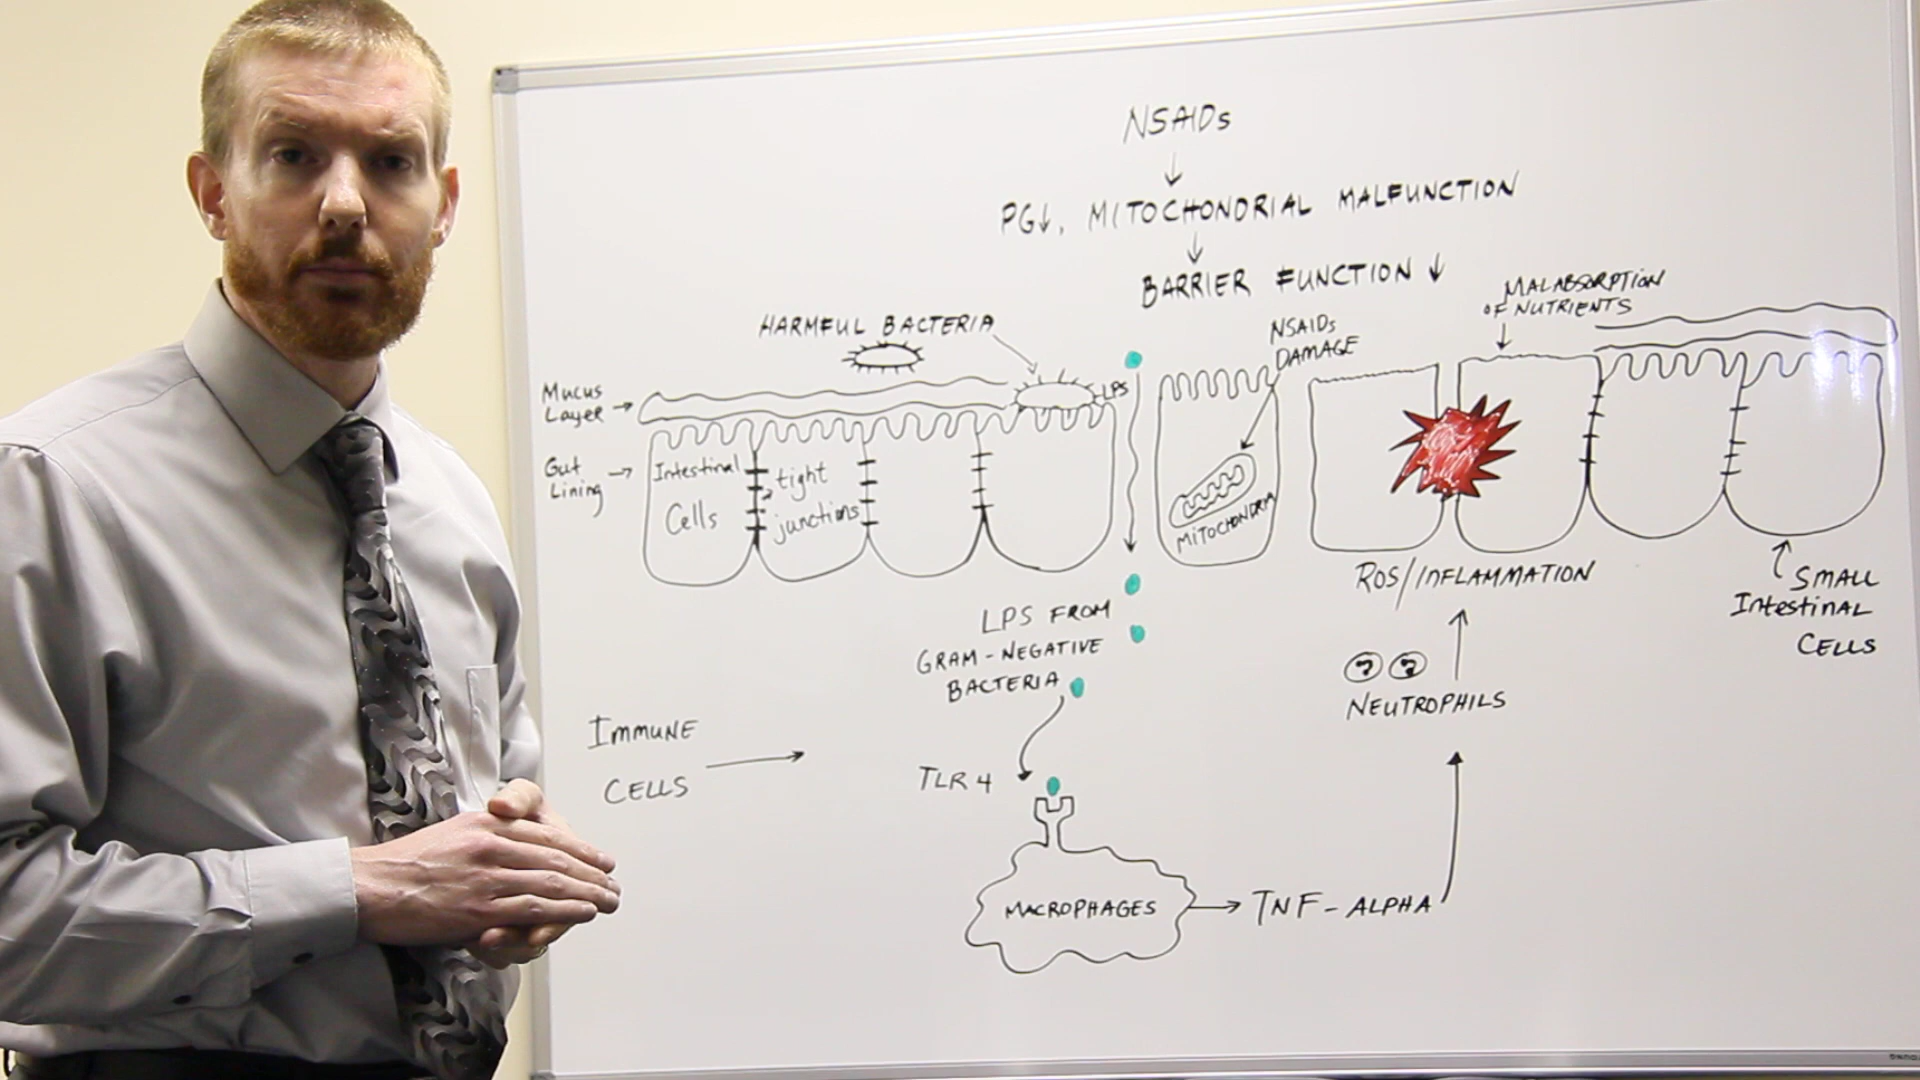 NSAIDs
PG↓, MITOCHONDRIAL MALFUNCTION
BARRIER FUNCTION ↓
MALABSORPTION
OF NUTRIENTS
HARMFUL BACTERIA
NSAIDs
DAMAGE
Mucus
Layer
LPS
Gut
Lining
Intestinal
Cells
tight
junctions
MITOCHONDRIA
ROS/INFLAMMATION
SMALL
Intestinal
CELLS
LPS FROM
GRAM-NEGATIVE
BACTERIA
NEUTROPHILS
IMMUNE
CELLS
TLR 4
MACROPHAGES
TNF-ALPHA